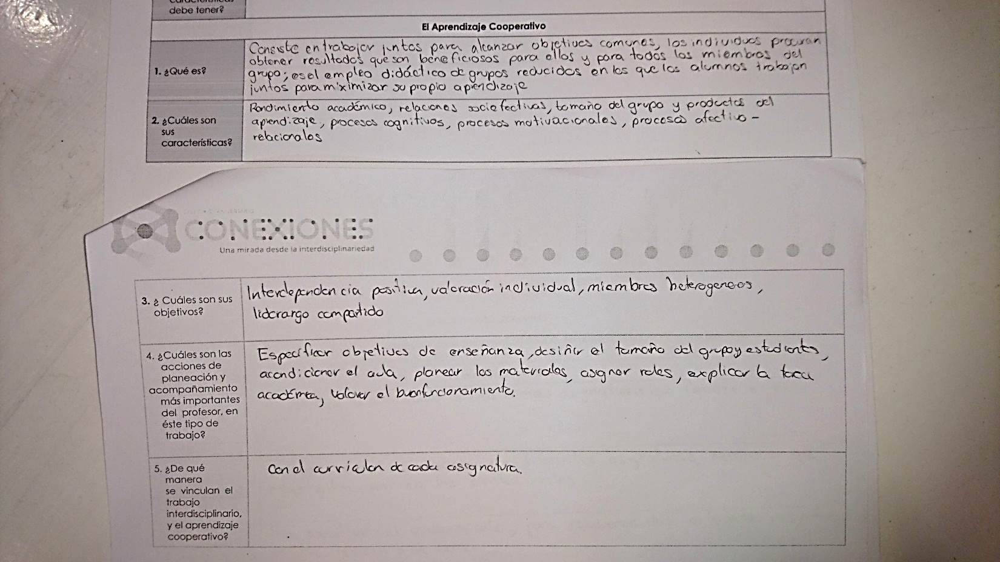 debe tener?
El Aprendizaje Cooperativo
1. ¿Qué es?
Consiste en trabajar juntos para alcanzar objetivos comunes, los individuos procuran
obtener resultados que son beneficiosos para ellos y para todos los miembros del
grupo; es el empleo didáctico de grupos reducidos en los que los alumnos trabajan
juntos para maximizar su propio aprendizaje
2. ¿Cuáles son
sus
características?
Rendimiento académico, relaciones socioafectivas, tamaño del grupo y productos del
aprendizaje, procesos cognitivos, procesos motivacionales, procesos afectivo-
relacionales
CONEXIONES
Una mirada desde la interdisciplinariedad
3. ¿ Cuáles son sus
objetivos?
Interdependencia positiva, valoración individual, miembros heterogeneos,
liderazgo compartido
4. ¿Cuáles son las
acciones de
planeación y
acompañamiento
más importantes
del profesor, en
éste tipo de
trabajo?
Especificar objetivos de enseñanza, el tamaño del grupo y estudiantes,
acondicionar el aula, planear los materiales, asignar roles, explicar la tarea
académica, valorar el buen funcionamiento.
5. ¿De qué
manera
se vinculan el
trabajo
interdisciplinario,
y el aprendizaje
cooperativo?
Con el de cada asignatura.